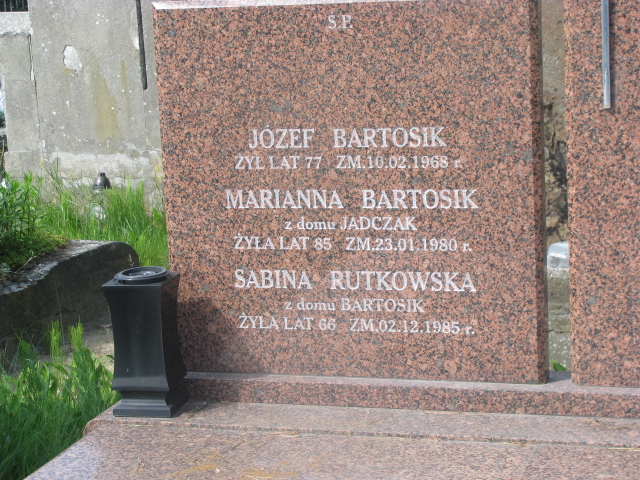 Ś.P.
JÓZEF BARTOSIK
ŻYŁ LAT 77 ZM.10.02.1968 r.
MARIANNA BARTOSIK
z domu JADCZAK
ŻYŁA LAT 85 ZM.23.01.1980 r.
SABINA RUTKOWSKA
z domu BARTOSIK
ŻYŁA LAT 66 ZM.02.12.1985 r.